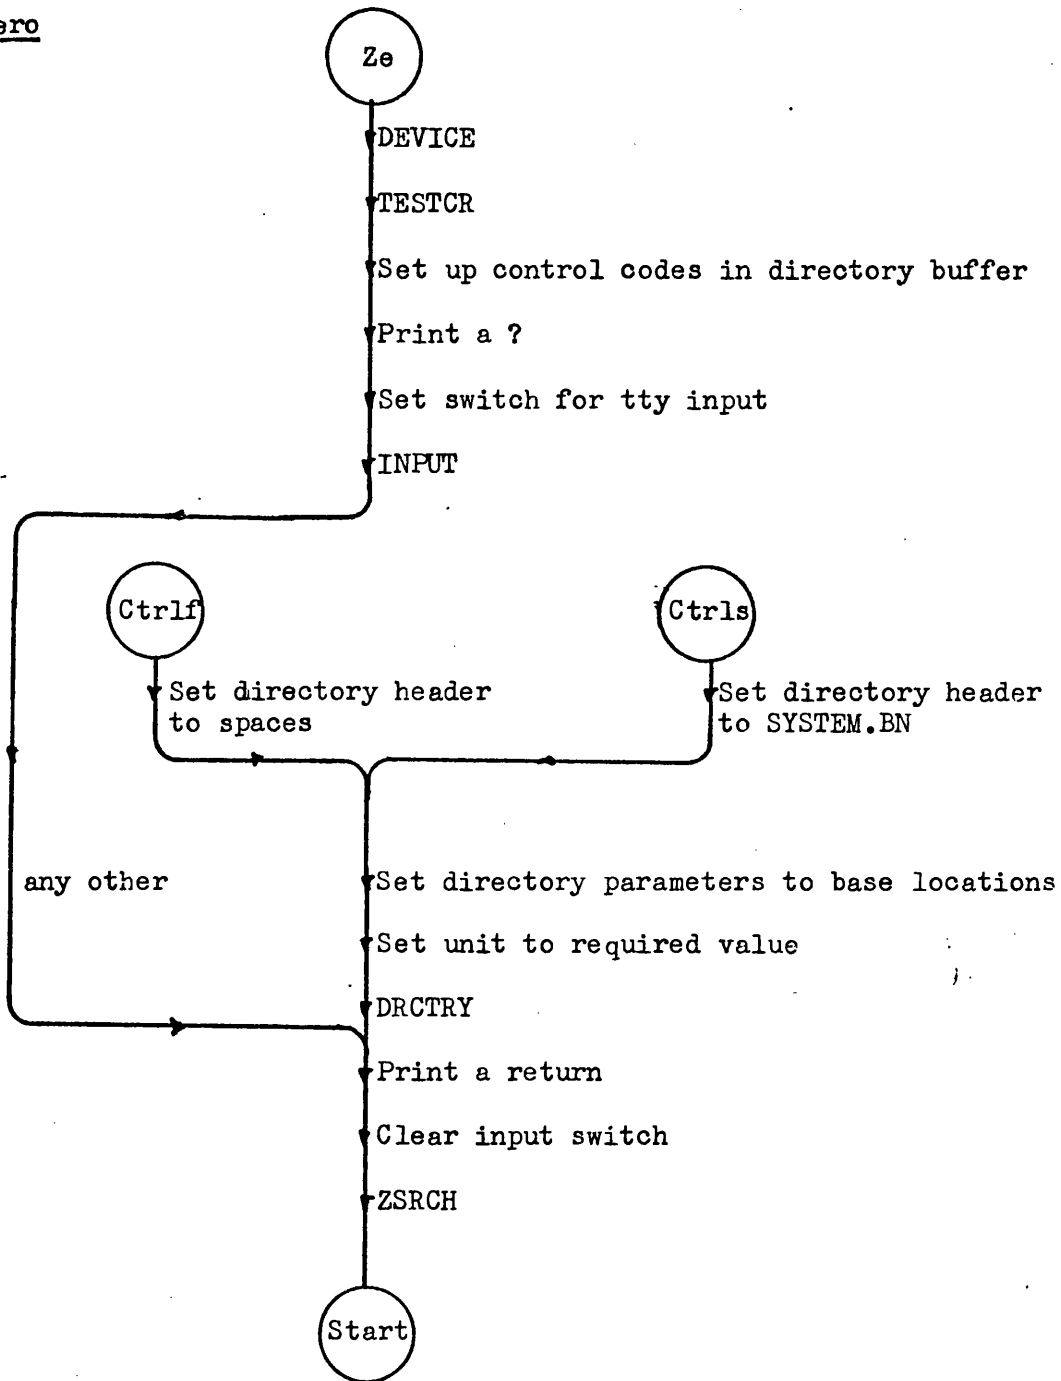 ero
Ze
DEVICE
TESTCR
Set up control codes in directory buffer
Print a ?
Set switch for tty input
INPUT
Ctrlf
Ctrls
Set directory header
to spaces
Set directory header
to SYSTEM.BN
any other
Set directory parameters to base locations
Set unit to required value
DRCTRY
Print a return
Clear input switch
ZSRCH
Start